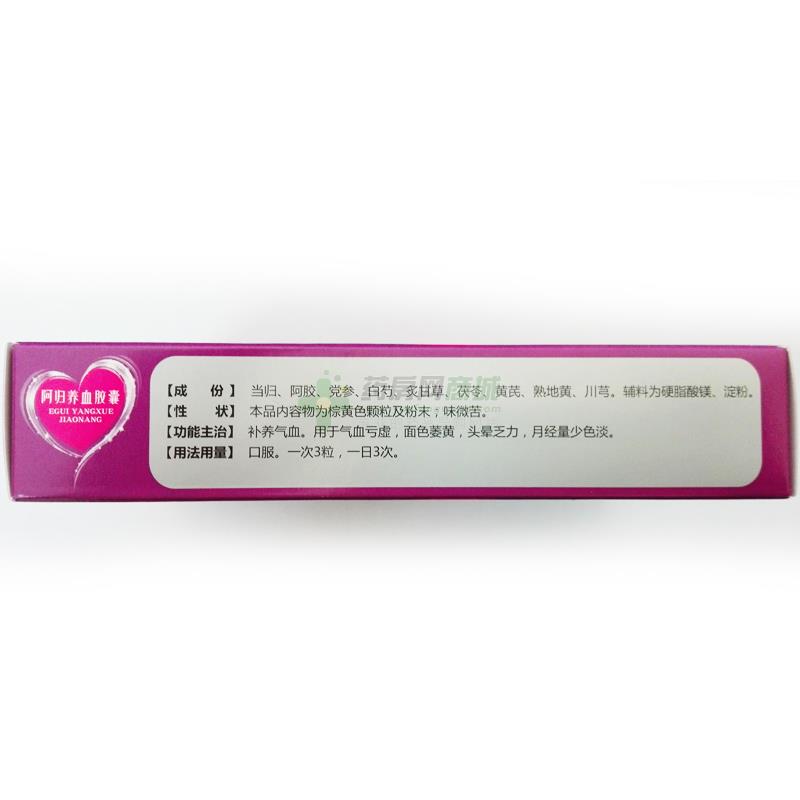 阿归养血胶囊
EGUI YANGXUE
JIAONANG
【成　份】当归、阿胶、党参、白芍、炙甘草、茯苓、黄芪、熟地黄、川芎。辅料为硬脂酸镁、淀粉。
【性　状】本品内容物为棕黄色颗粒及粉末；味微苦。
【功能主治】补养气血。用于气血亏虚，面色萎黄，头晕乏力，月经量少色淡。
【用法用量】口服。一次3粒，一日3次。
药房网商城